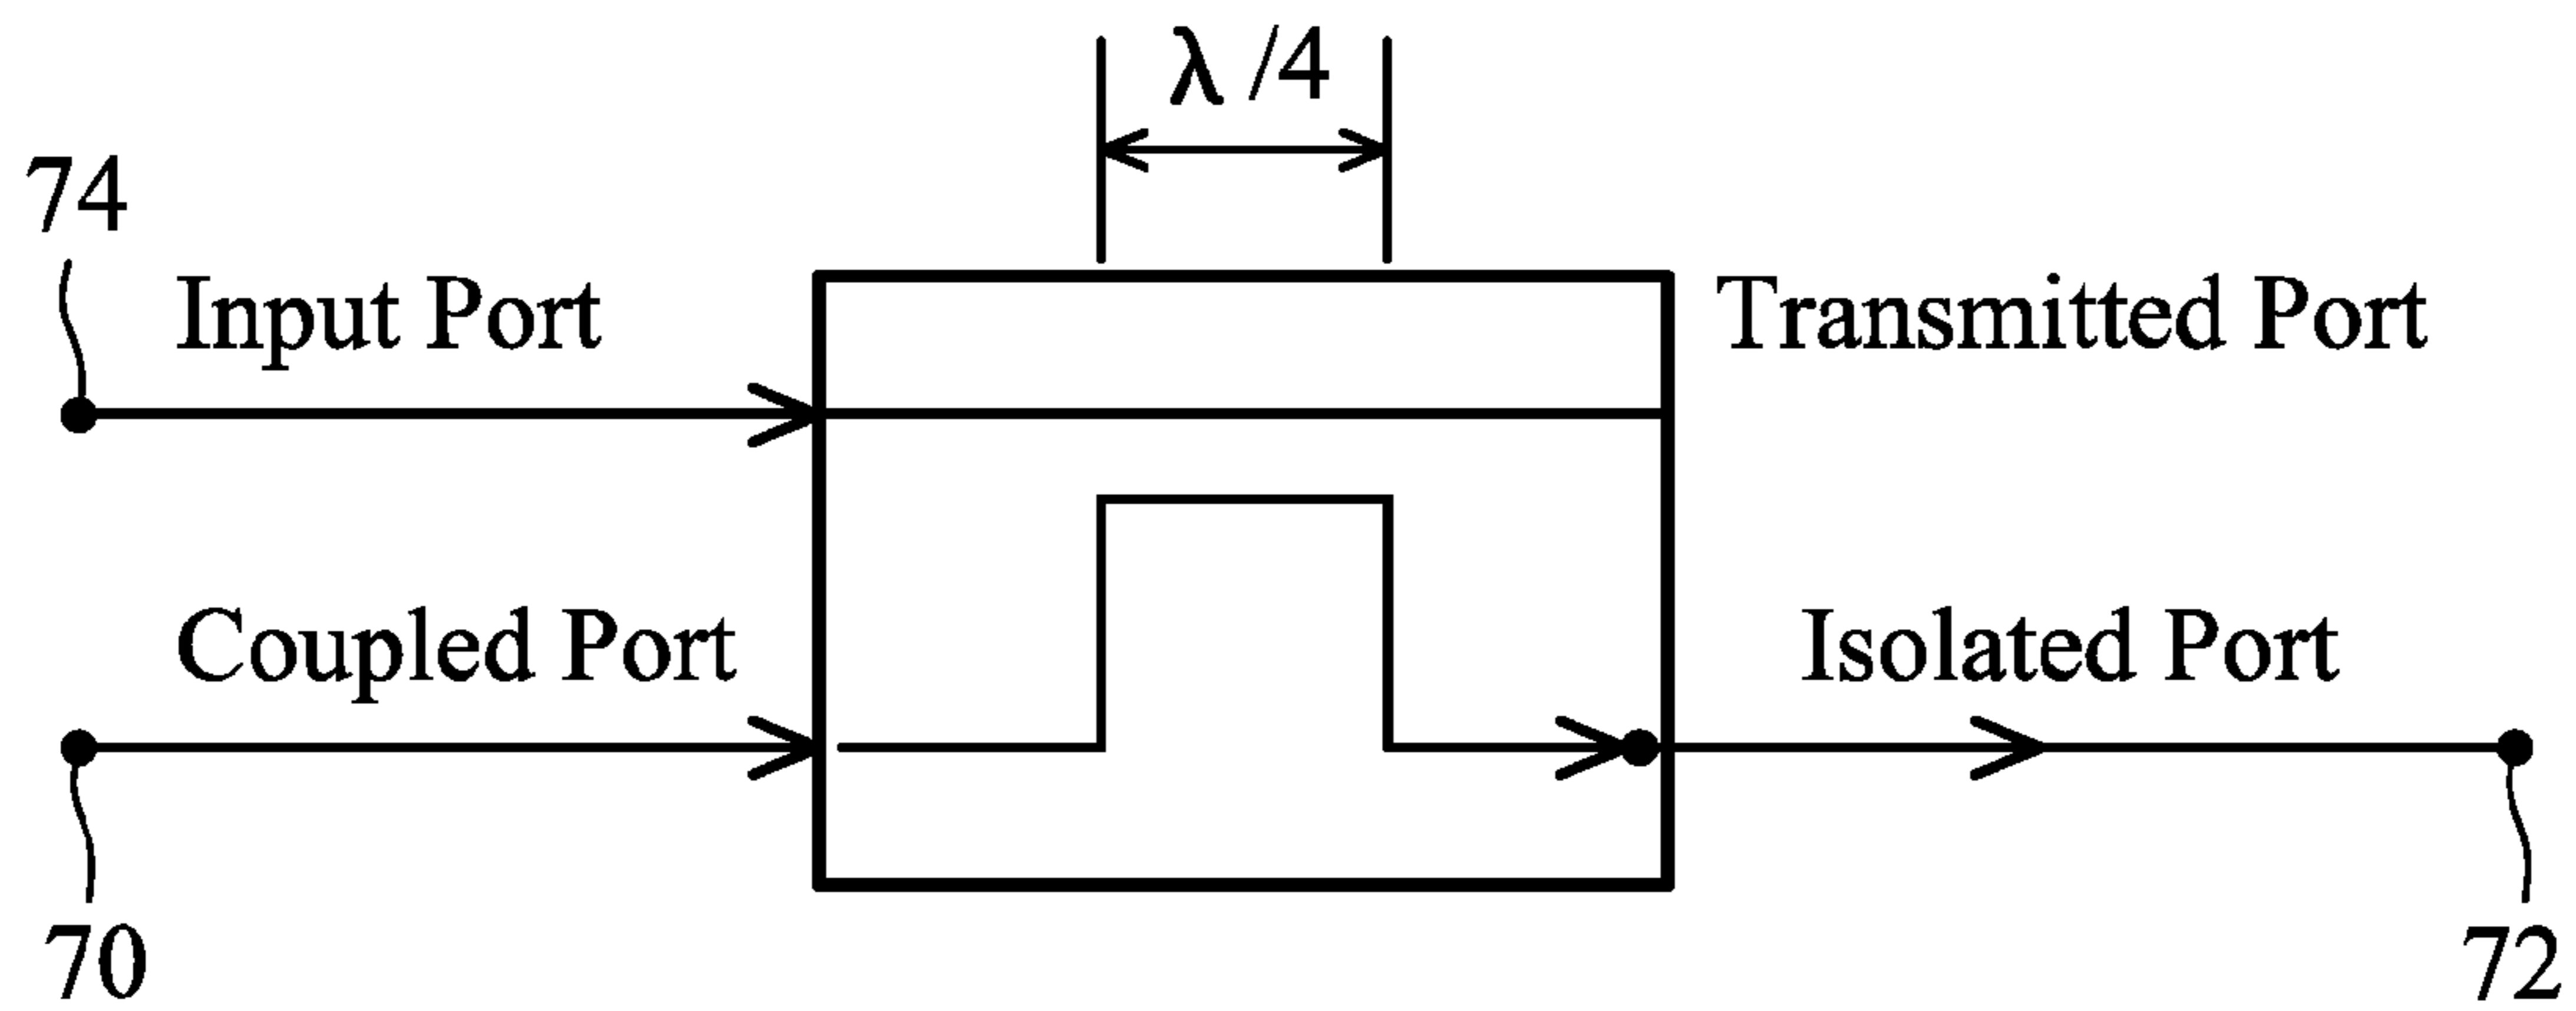 λ /4
74
Input Port
Transmitted Port
Coupled Port
Isolated Port
70
72